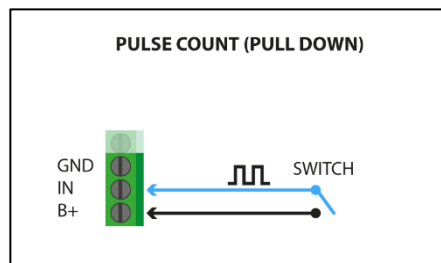 PULSE COUNT (PULL DOWN)
GND
IN
SWITCH
B+